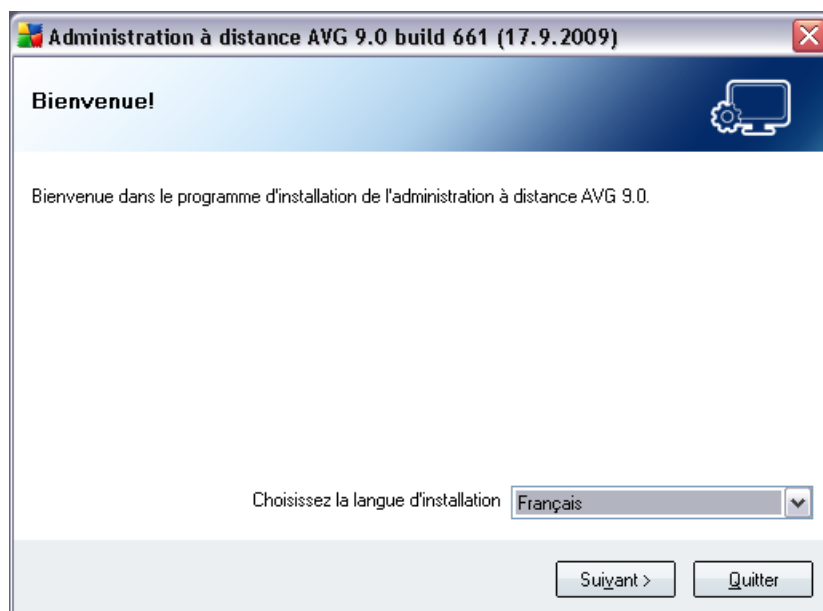 Administration à distance AVG 9.0 build 661 (17.9.2009)
Bienvenue!
Bienvenue dans le programme d'installation de l'administration à distance AVG 9.0.
Choisissez la langue d'installation
Français
Suivant >
Quitter